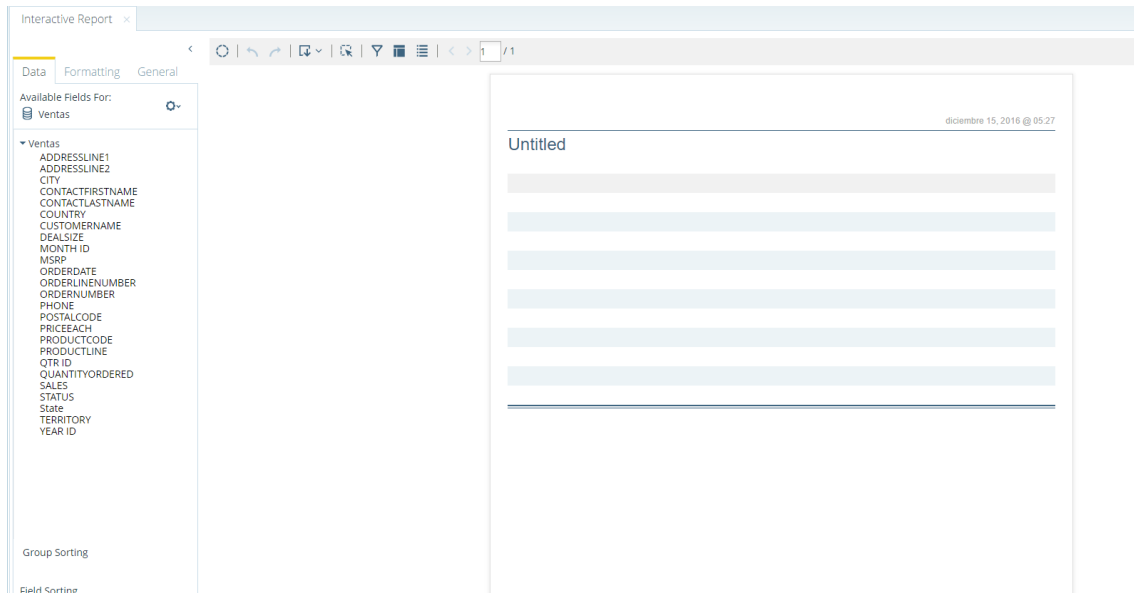 Interactive Report ×
1 / 1
Data Formatting General
Available Fields For:
Ventas
Ventas
ADDRESSLINE1
ADDRESSLINE2
CITY
CONTACTFIRSTNAME
CONTACTLASTNAME
COUNTRY
CUSTOMERNAME
DEALSIZE
MONTH ID
MSRP
ORDERDATE
ORDERLINENUMBER
ORDERNUMBER
PHONE
POSTALCODE
PRICEEACH
PRODUCTCODE
PRODUCTLINE
QTR ID
QUANTITYORDERED
SALES
STATUS
State
TERRITORY
YEAR ID
Group Sorting
Field Sorting
diciembre 15, 2016 @ 05:27
Untitled